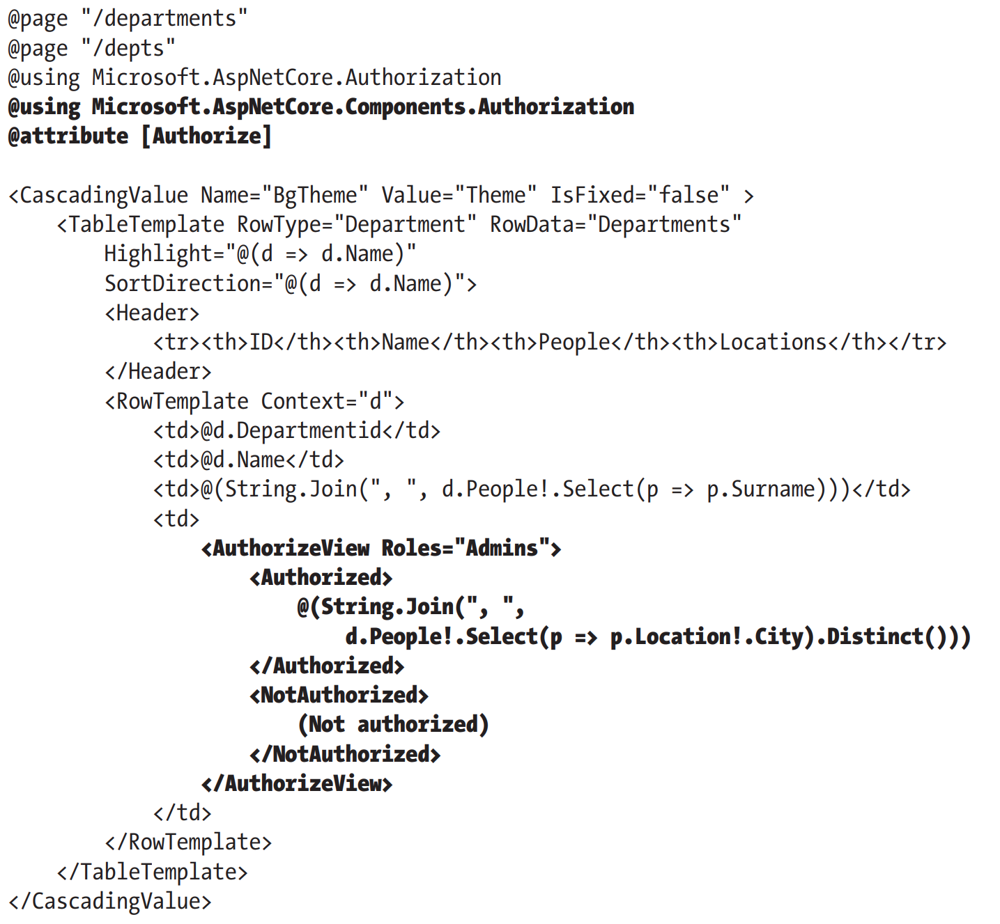 @page "/departments"
@page "/depts"
@using Microsoft.AspNetCore.Authorization
@using Microsoft.AspNetCore.Components.Authorization
@attribute [Authorize]

<CascadingValue Name="BgTheme" Value="Theme" IsFixed="false" >
    <TableTemplate RowType="Department" RowData="Departments"
        Highlight="@(d => d.Name)"
        SortDirection="@(d => d.Name)">
        <Header>
            <tr><th>ID</th><th>Name</th><th>People</th><th>Locations</th></tr>
        </Header>
        <RowTemplate Context="d">
            <td>@d.Departmentid</td>
            <td>@d.Name</td>
            <td>@(String.Join(", ", d.People!.Select(p => p.Surname)))</td>
            <td>
                <AuthorizeView Roles="Admins">
                    <Authorized>
                        @(String.Join(", ",
                            d.People!.Select(p => p.Location!.City).Distinct()))
                    </Authorized>
                    <NotAuthorized>
                        (Not authorized)
                    </NotAuthorized>
                </AuthorizeView>
            </td>
        </RowTemplate>
    </TableTemplate>
</CascadingValue>